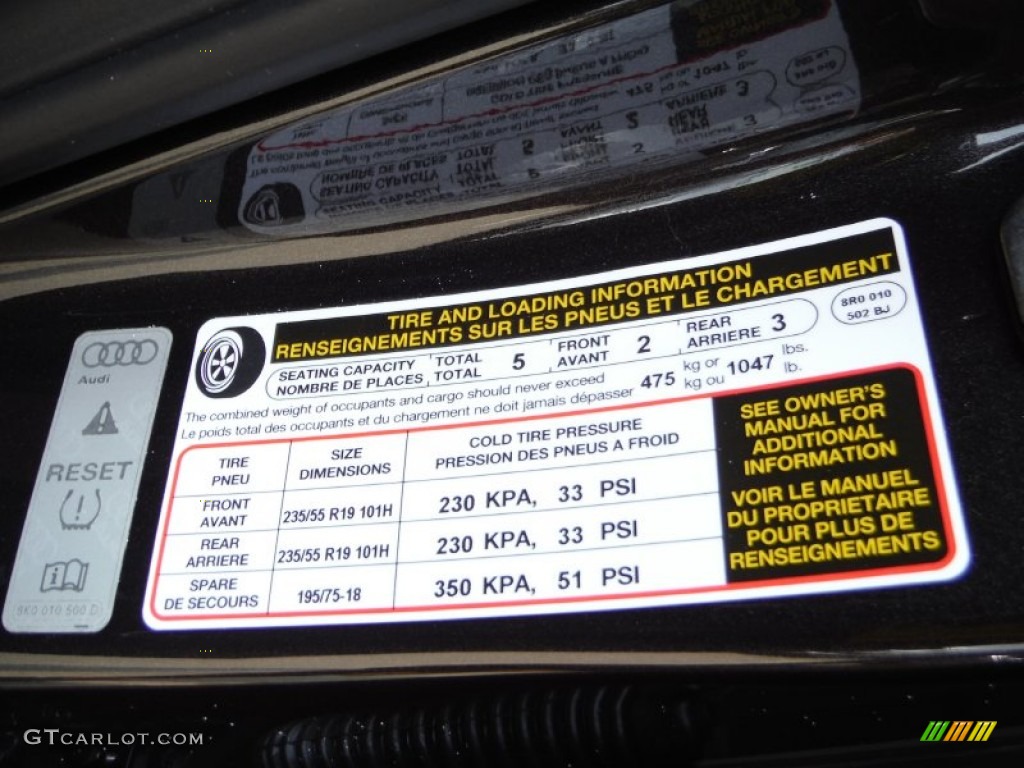 TIRE AND LOADING INFORMATION
RENSEIGNEMENTS SUR LES PNEUS ET LE CHARGEMENT
SEATING CAPACITY TOTAL 5 FRONT 2 REAR 3
NOMBRE DE PLACES TOTAL AVANT ARRIERE
8R0 010
502 BJ
The combined weight of occupants and cargo should never exceed 475 kg or 1047 lbs.
Le poids total des occupants et du chargement ne doit jamais dépasser kg ou lb.
TIRE SIZE COLD TIRE PRESSURE
PNEU DIMENSIONS PRESSION DES PNEUS A FROID
FRONT
AVANT 235/55 R19 101H 230 KPA, 33 PSI
REAR
ARRIERE 235/55 R19 101H 230 KPA, 33 PSI
SPARE
DE SECOURS 195/75-18 350 KPA, 51 PSI
SEE OWNER'S
MANUAL FOR
ADDITIONAL
INFORMATION
VOIR LE MANUEL
DU PROPRIETAIRE
POUR PLUS DE
RENSEIGNEMENTS
Audi
RESET
8K0 010 500 D
GTCARLOT.COM